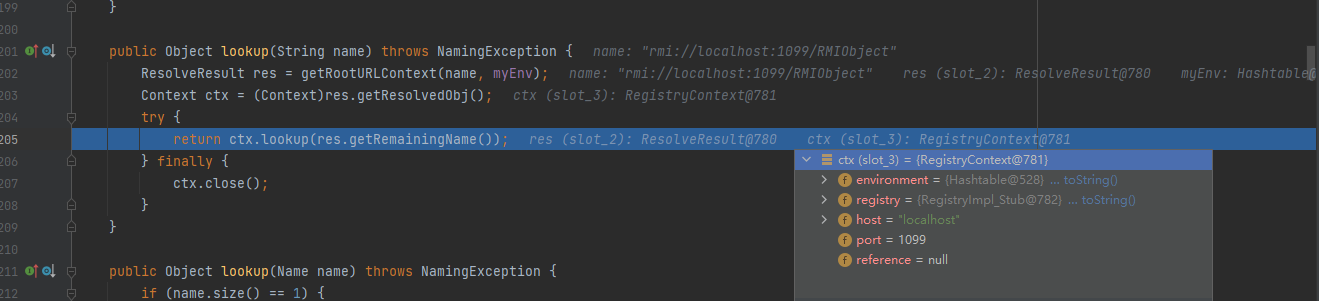 199 }
200
201 public Object lookup(String name) throws NamingException { name: "rmi://localhost:1099/RMIObject"
202 ResolveResult res = getRootURLContext(name, myEnv); name: "rmi://localhost:1099/RMIObject" res (slot_2): ResolveResult@780 myEnv: Hashtable@
203 Context ctx = (Context)res.getResolvedObj(); ctx (slot_3): RegistryContext@781
204 try {
205 return ctx.lookup(res.getRemainingName()); res (slot_2): ResolveResult@780 ctx (slot_3): RegistryContext@781
206 } finally {
ctx (slot_3) = {RegistryContext@781}
207 ctx.close();
f environment = {Hashtable@528} ... toString()
208 }
f registry = {RegistryImpl_Stub@782} ... toString()
209 }
f host = "localhost"
210
f port = 1099
f reference = null
211 public Object lookup(Name name) throws NamingException {
212 if (name.size() == 1) {